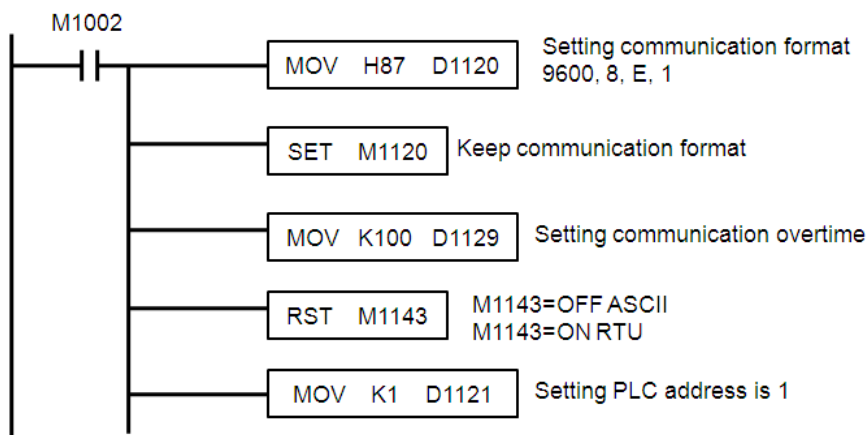 M1002
MOV H87 D1120
Setting communication format
9600, 8, E, 1
SET M1120
Keep communication format
MOV K100 D1129
Setting communication overtime
RST M1143
M1143=OFF ASCII
M1143=ON RTU
MOV K1 D1121
Setting PLC address is 1